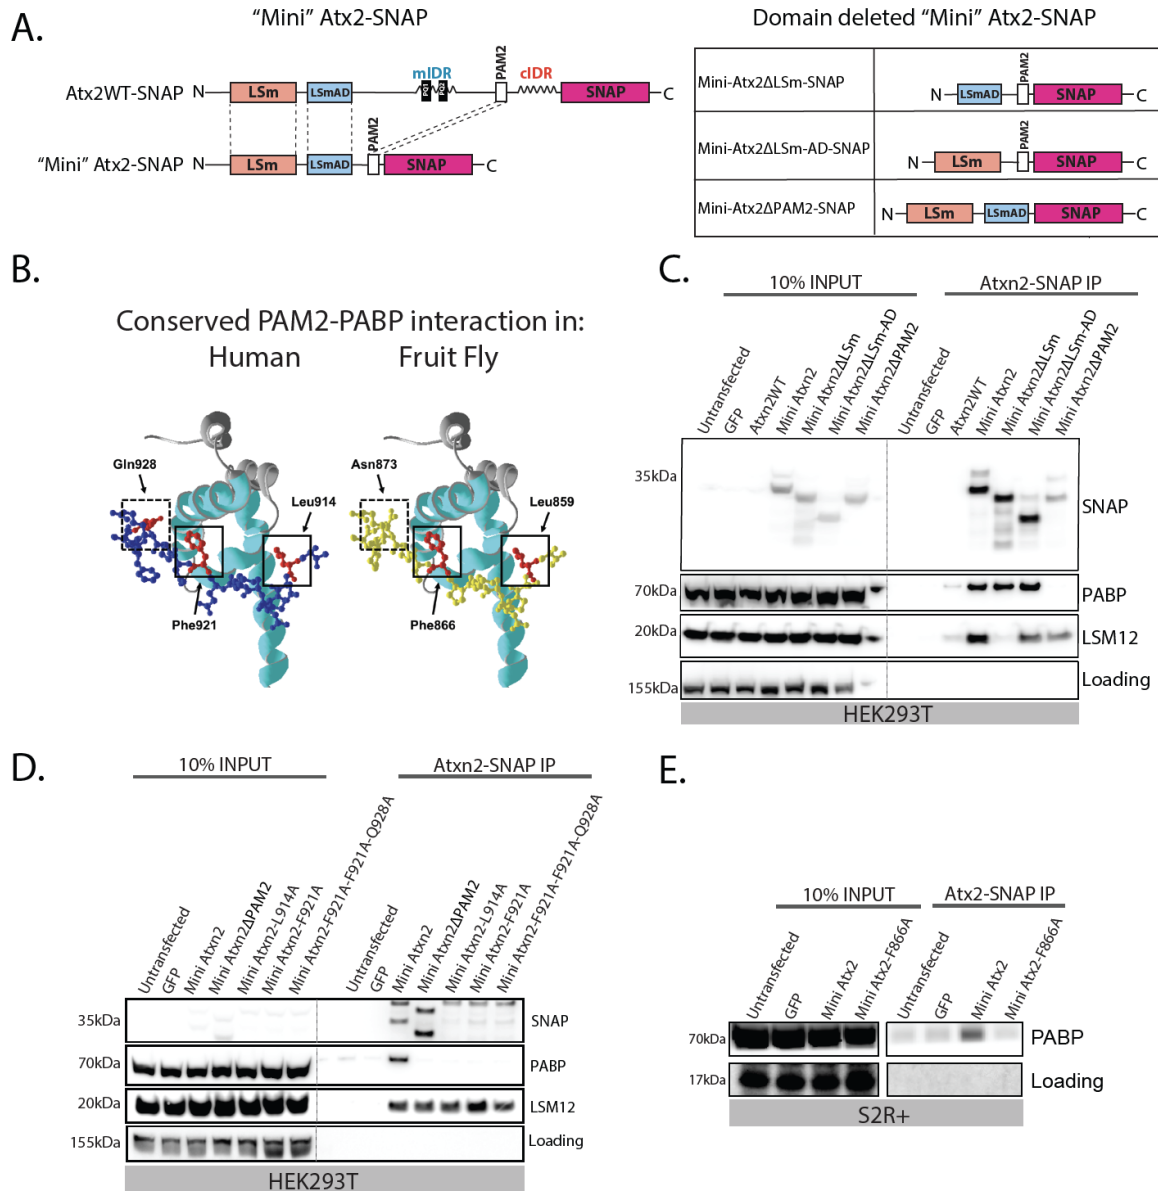 A.
"Mini" Atx2-SNAP
Domain deleted "Mini" Atx2-SNAP
Atx2WT-SNAP N LSm LSmAD mIDR PQ1 PQ2 PAM2 cIDR SNAP C
"Mini" Atx2-SNAP N LSm LSmAD PAM2 SNAP C
Mini-Atx2ΔLSm-SNAP N LSmAD PAM2 SNAP C
Mini-Atx2ΔLSm-AD-SNAP N LSm PAM2 SNAP C
Mini-Atx2ΔPAM2-SNAP N LSm LSmAD SNAP C
B.
Conserved PAM2-PABP interaction in:
Human Fruit Fly
Gln928
Leu914
Phe921
Asn873
Leu859
Phe866
C.
10% INPUT
Atxn2-SNAP IP
Untransfected
GFP
Atxn2WT
Mini Atxn2
Mini Atxn2ΔLSm
Mini Atxn2ΔLSm-AD
Mini Atxn2ΔPAM2
Untransfected
GFP
Atxn2WT
Mini Atxn2
Mini Atxn2ΔLSm
Mini Atxn2ΔLSm-AD
Mini Atxn2ΔPAM2
35kDa SNAP
70kDa PABP
20kDa LSM12
155kDa Loading
HEK293T
D.
10% INPUT
Atxn2-SNAP IP
Untransfected
GFP
Mini Atxn2
Mini Atxn2ΔPAM2
Mini Atxn2-L914A
Mini Atxn2-F921A
Mini Atxn2-F921A-F921A-Q928A
Untransfected
GFP
Mini Atxn2
Mini Atxn2ΔPAM2
Mini Atxn2-L914A
Mini Atxn2-F921A
Mini Atxn2-F921A-F921A-Q928A
35kDa SNAP
70kDa PABP
20kDa LSM12
155kDa Loading
HEK293T
E.
10% INPUT
Atx2-SNAP IP
Untransfected
GFP
Mini Atx2
Mini Atx2-F866A
Untransfected
GFP
Mini Atx2
Mini Atx2-F866A
70kDa PABP
17kDa Loading
S2R+